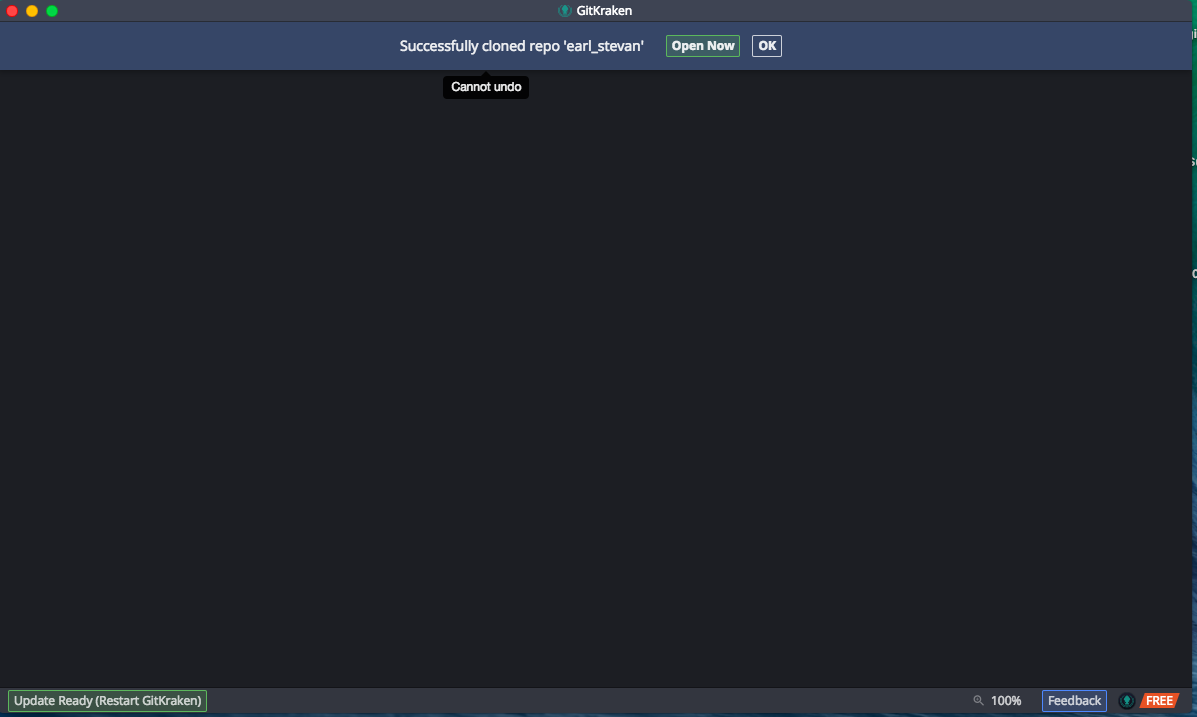 GitKraken
Successfully cloned repo 'earl_stevan' Open Now OK
Cannot undo
Update Ready (Restart GitKraken) 100% Feedback FREE